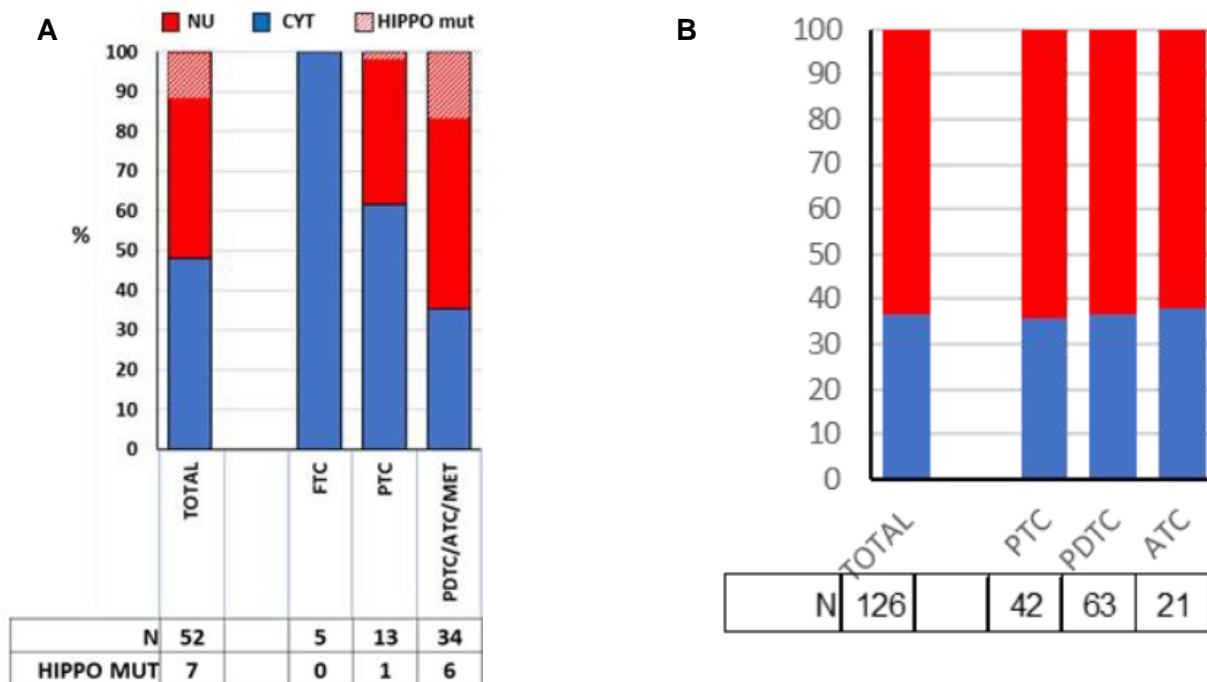 A
NU CYT HIPPO mut
100
90
80
70
60
50
40
30
20
10
0
%
TOTAL FTC PTC PDTC/ATC/MET
N 52 5 13 34
HIPPO MUT 7 0 1 6
B
100
90
80
70
60
50
40
30
20
10
0
TOTAL PTC PDTC ATC
N 126 42 63 21